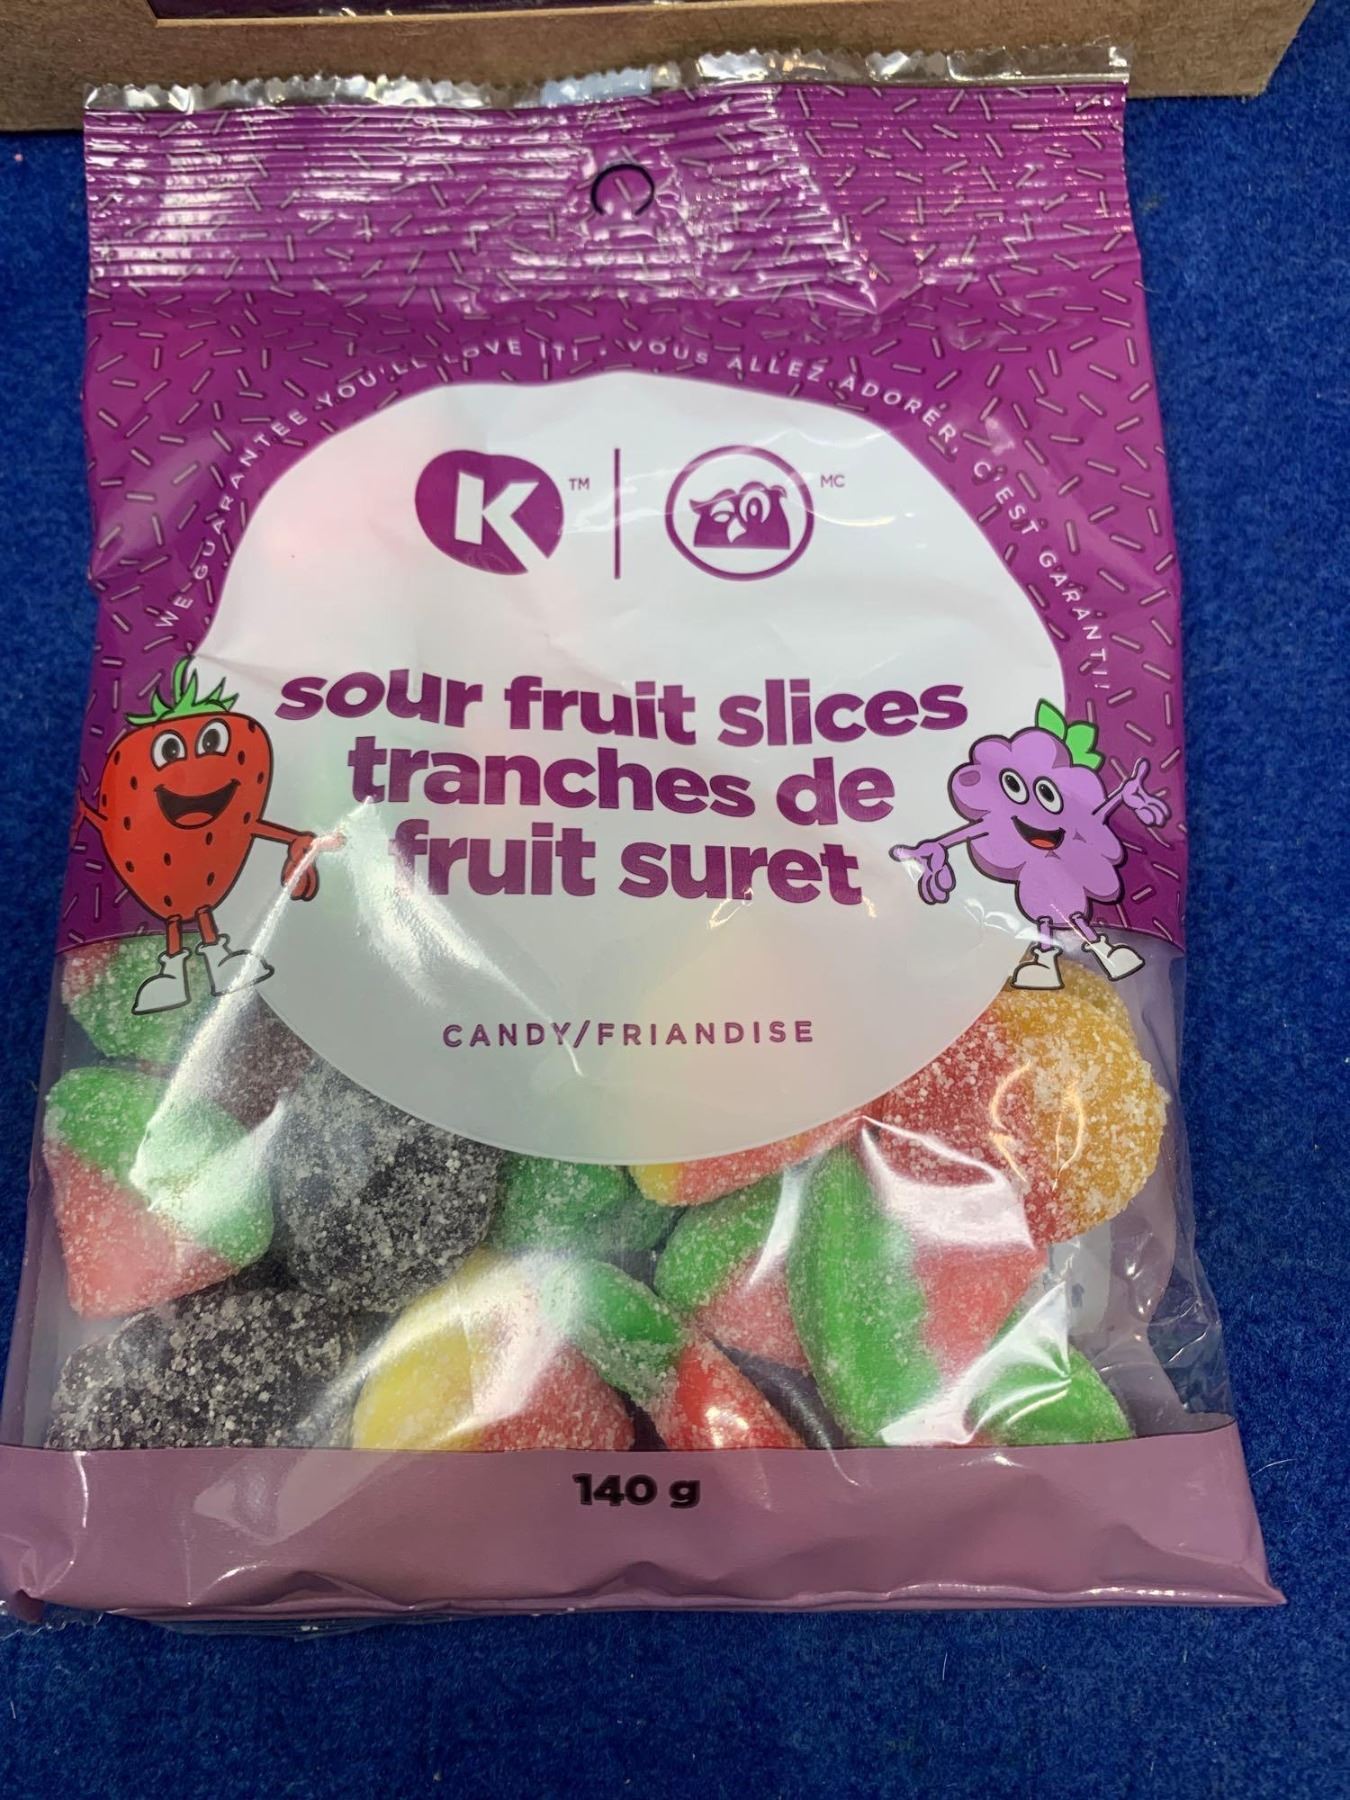 WE GUARANTEE YOU'LL LOVE IT! • VOUS ALLEZ ADORER, C'EST GARANTI!
K TM | MC
sour fruit slices
tranches de
fruit suret
CANDY/FRIANDISE
140 g